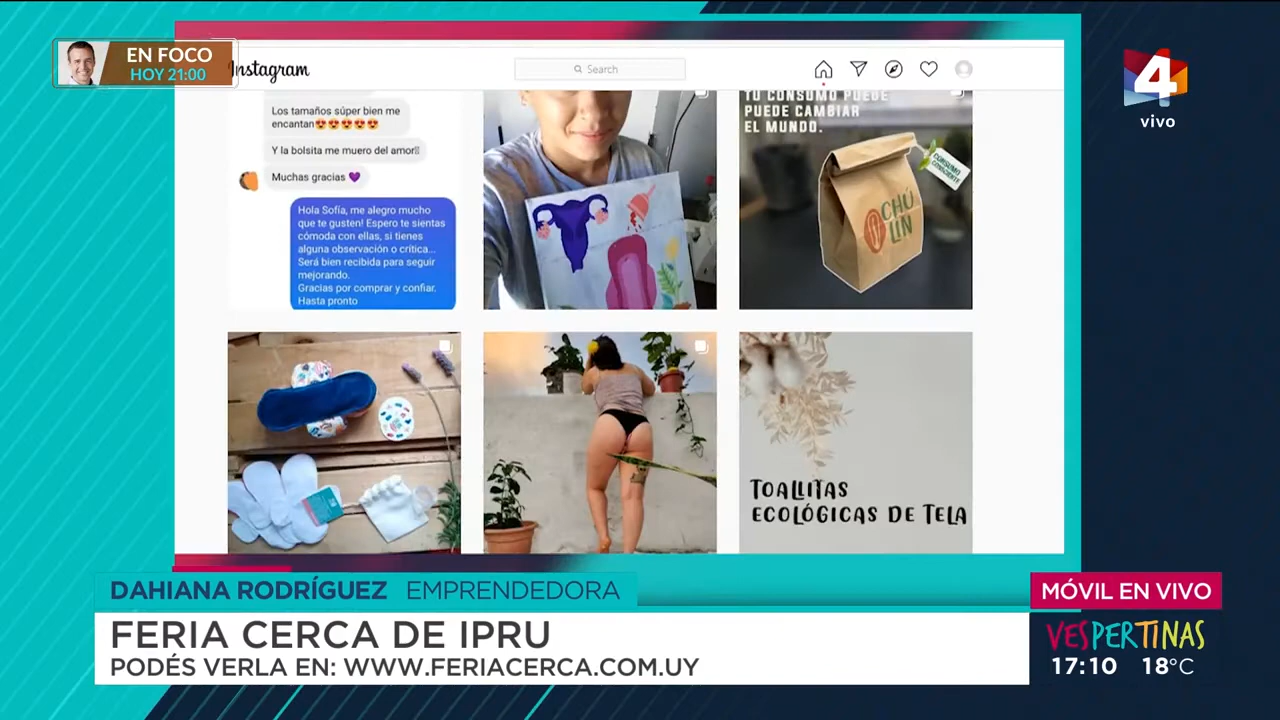 EN FOCO
HOY 21:00
Instagram
Search
4
vivo
Los tamaños súper bien me
encantan😍😍😍😍😍
Y la bolsita me muero del amor
Muchas gracias 💜
Hola Sofía, me alegro mucho
que te gusten! Espero te sientas
cómoda con ellas, si tienes
alguna observación o crítica...
Será bien recibida para seguir
mejorando.
Gracias por comprar y confiar.
Hasta pronto
TU CONSUMO PUEDE
PUEDE CAMBIAR
EL MUNDO.
CONSUMO
CONSCIENTE
CHÚ
LIN
TOALLITAS
ECOLÓGICAS DE TELA
DAHIANA RODRÍGUEZ EMPRENDEDORA
FERIA CERCA DE IPRU
PODÉS VERLA EN: WWW.FERIACERCA.COM.UY
MÓVIL EN VIVO
VESPERTINAS
17:10 18°C